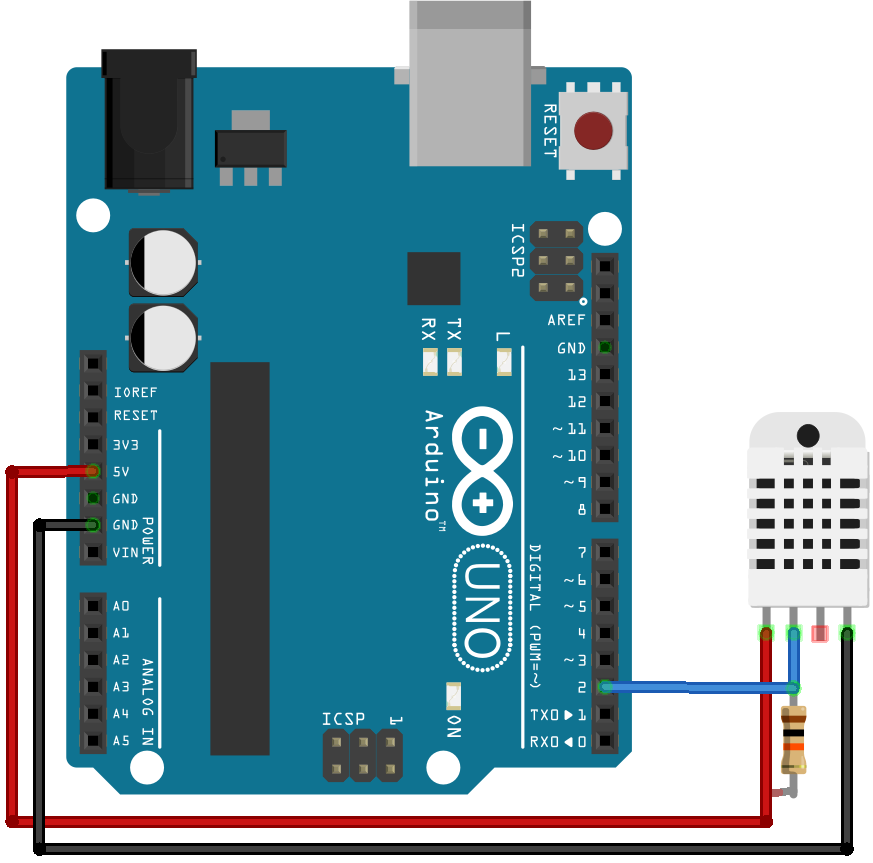 RESET
ICSP2
AREF
GND
13
12
~11
~10
~9
8
RX
TX
L
IOREF
RESET
3V3
5V
GND
GND
VIN
POWER
Arduino™
UNO
7
~6
~5
4
~3
2
TXO▶1
RXO◀0
DIGITAL (PWM=~)
A0
A1
A2
A3
A4
A5
ANALOG IN
ICSP
1
ON